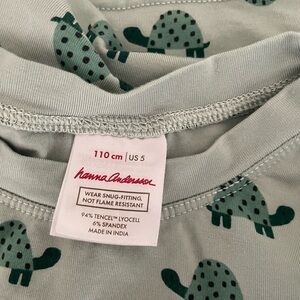 110 cm | US 5
hanna andersson
WEAR SNUG-FITTING,
NOT FLAME RESISTANT
94% TENCEL™ LYOCELL
6% SPANDEX
MADE IN INDIA